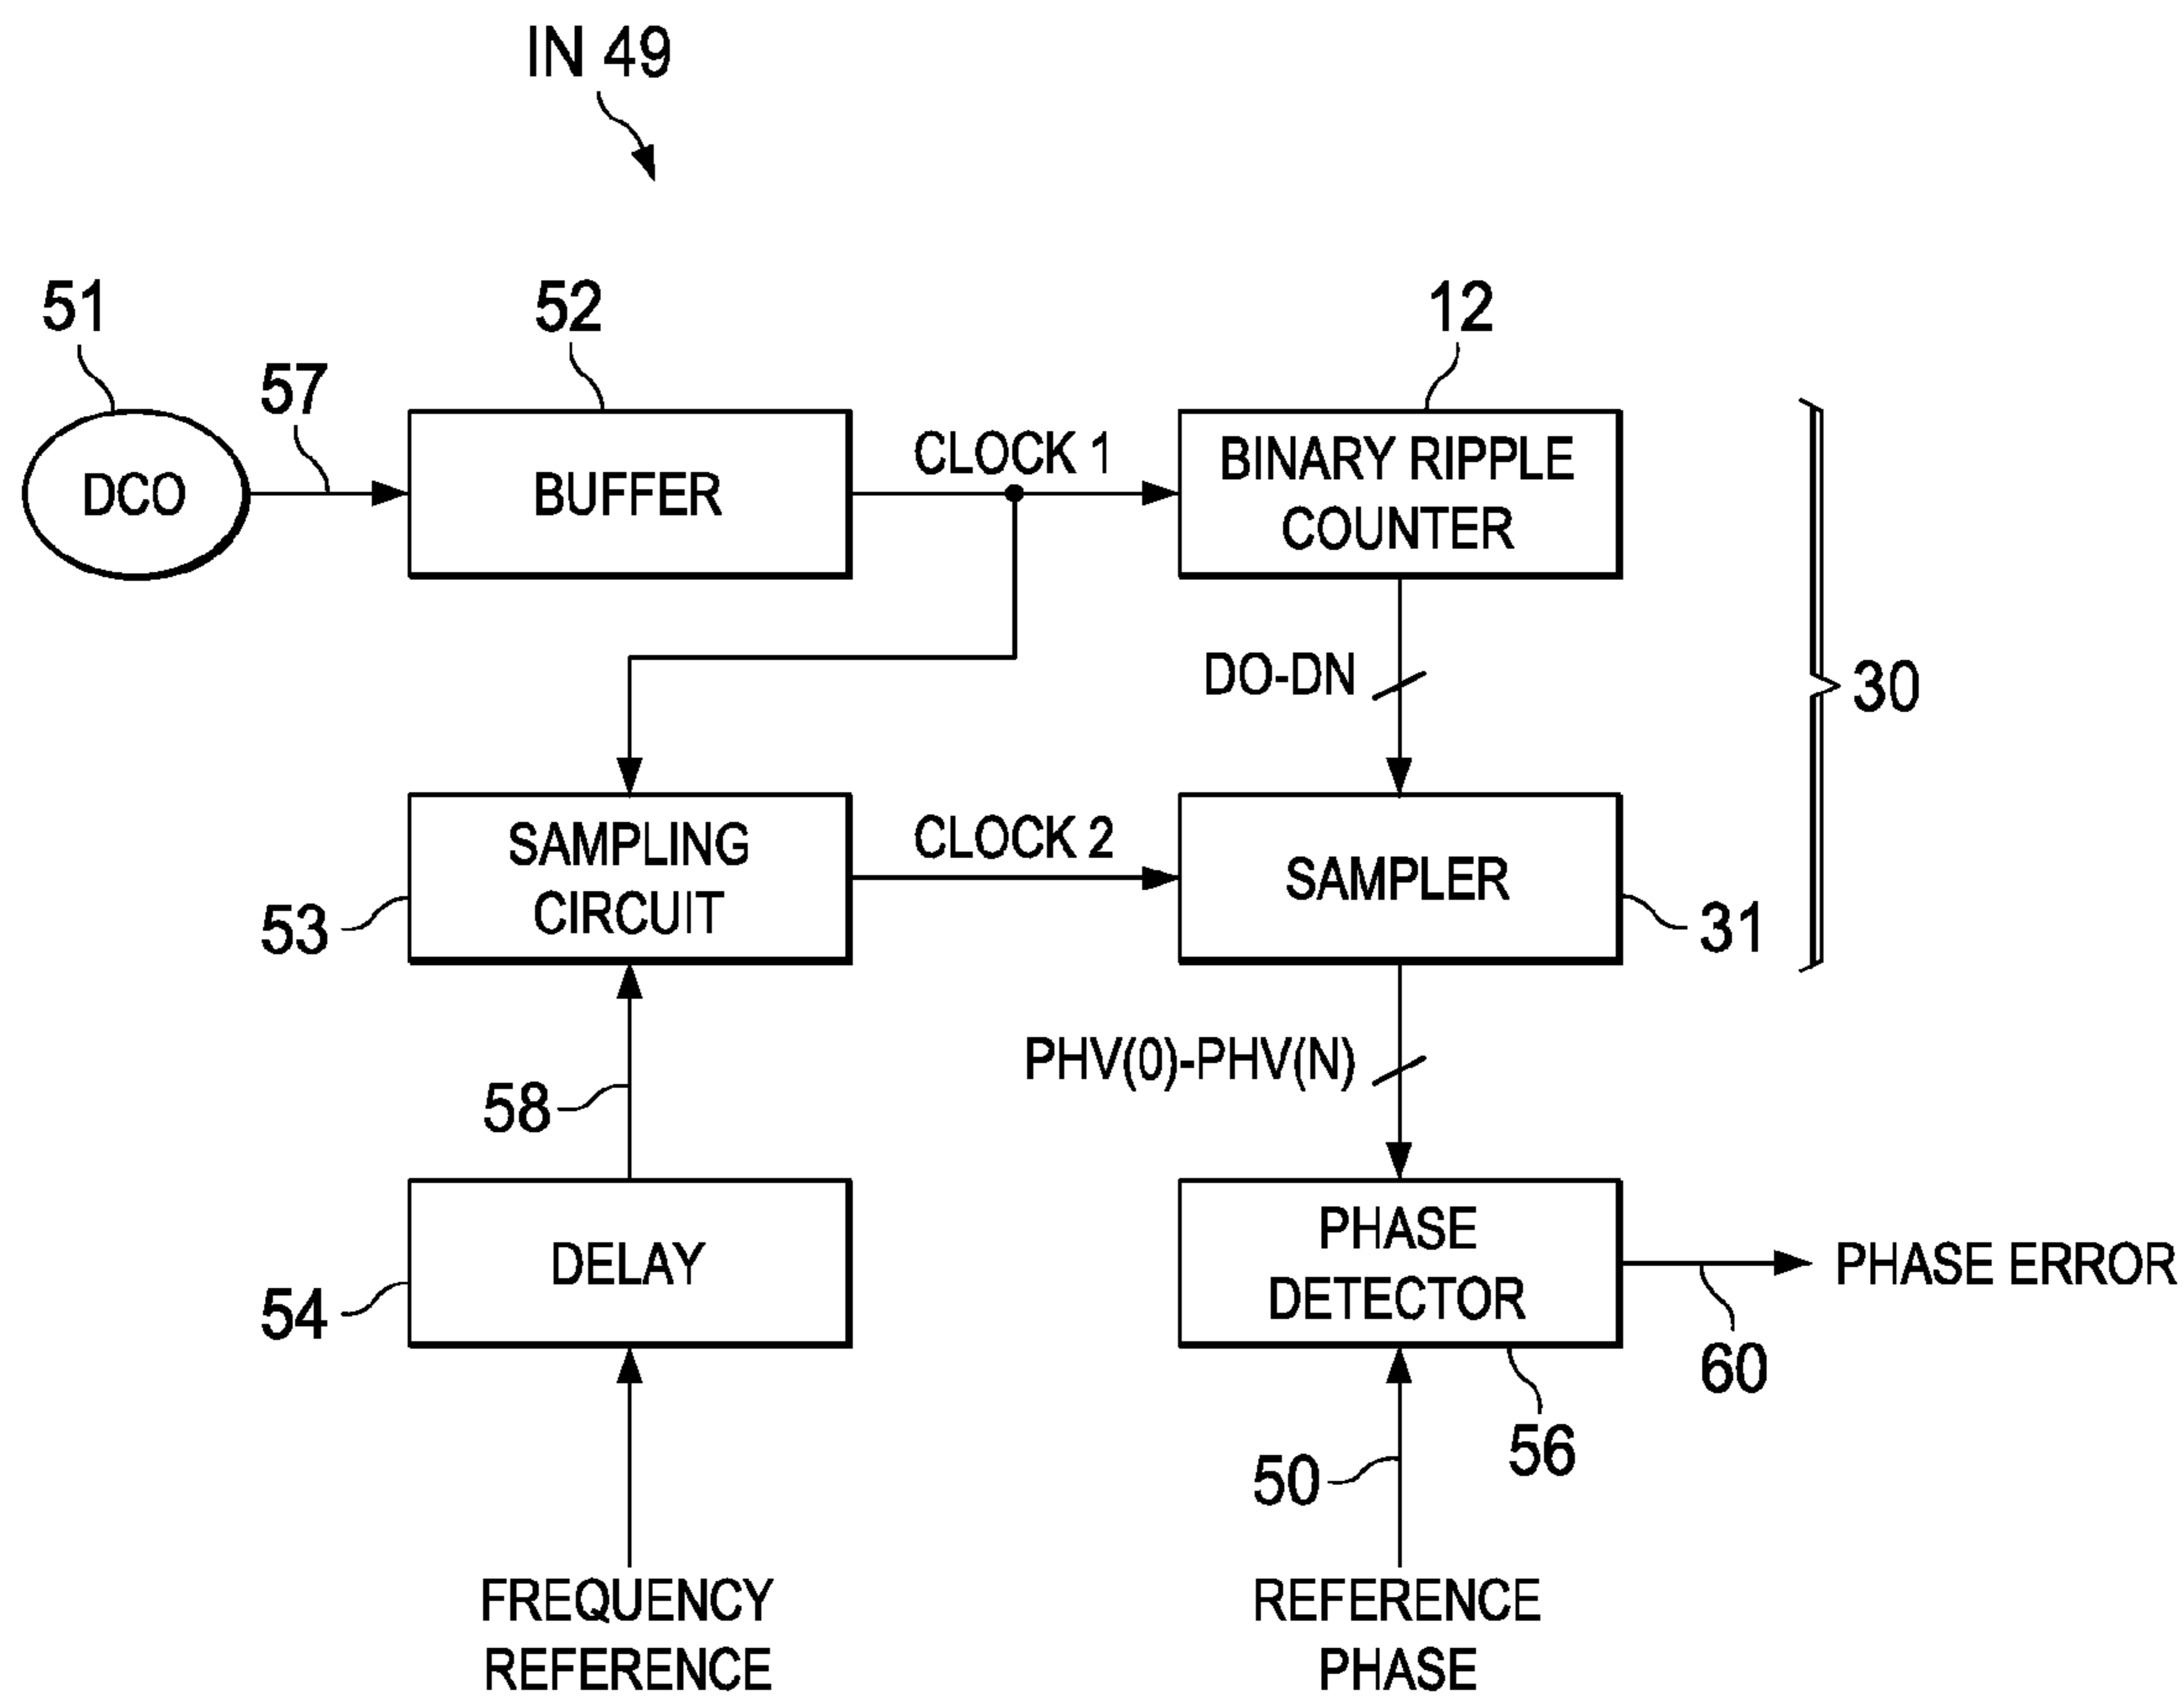 IN 49
51
57
52
12
DCO
BUFFER
CLOCK 1
BINARY RIPPLE
COUNTER
DO-DN
30
SAMPLING
CIRCUIT
53
CLOCK 2
SAMPLER
31
58
PHV(0)-PHV(N)
DELAY
54
PHASE
DETECTOR
PHASE ERROR
60
56
50
FREQUENCY
REFERENCE
REFERENCE
PHASE